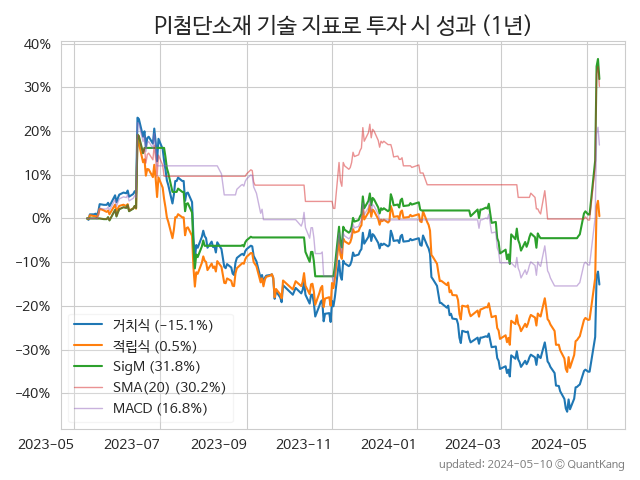 PI첨단소재 기술 지표로 투자 시 성과 (1년)
40%
30%
20%
10%
0%
−10%
−20%
−30%
−40%
거치식 (−15.1%)
적립식 (0.5%)
SigM (31.8%)
SMA(20) (30.2%)
MACD (16.8%)
2023-05 2023-07 2023-09 2023-11 2024-01 2024-03 2024-05
updated: 2024-05-10 © QuantKang